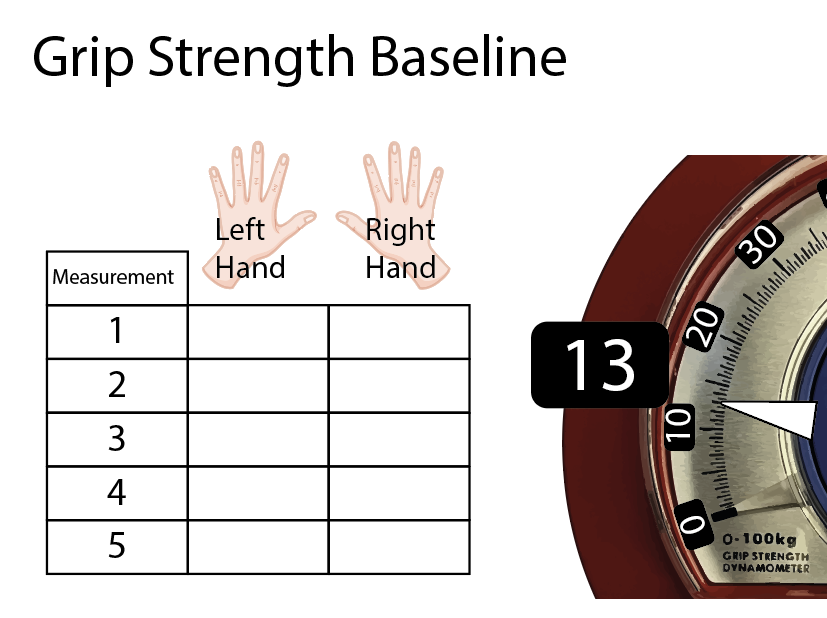 Grip Strength Baseline
Left
Hand
Right
Hand
Measurement
1
2
3
4
5
13
30
20
10
0
0-100kg
GRIP STRENGTH
DYNAMOMETER